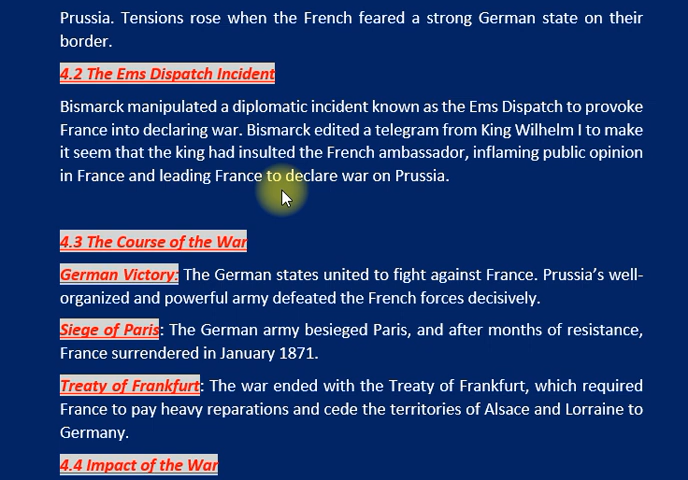 Prussia. Tensions rose when the French feared a strong German state on their
border.
4.2 The Ems Dispatch Incident
Bismarck manipulated a diplomatic incident known as the Ems Dispatch to provoke
France into declaring war. Bismarck edited a telegram from King Wilhelm I to make
it seem that the king had insulted the French ambassador, inflaming public opinion
in France and leading France to declare war on Prussia.
4.3 The Course of the War
German Victory: The German states united to fight against France. Prussia’s well-
organized and powerful army defeated the French forces decisively.
Siege of Paris: The German army besieged Paris, and after months of resistance,
France surrendered in January 1871.
Treaty of Frankfurt: The war ended with the Treaty of Frankfurt, which required
France to pay heavy reparations and cede the territories of Alsace and Lorraine to
Germany.
4.4 Impact of the War